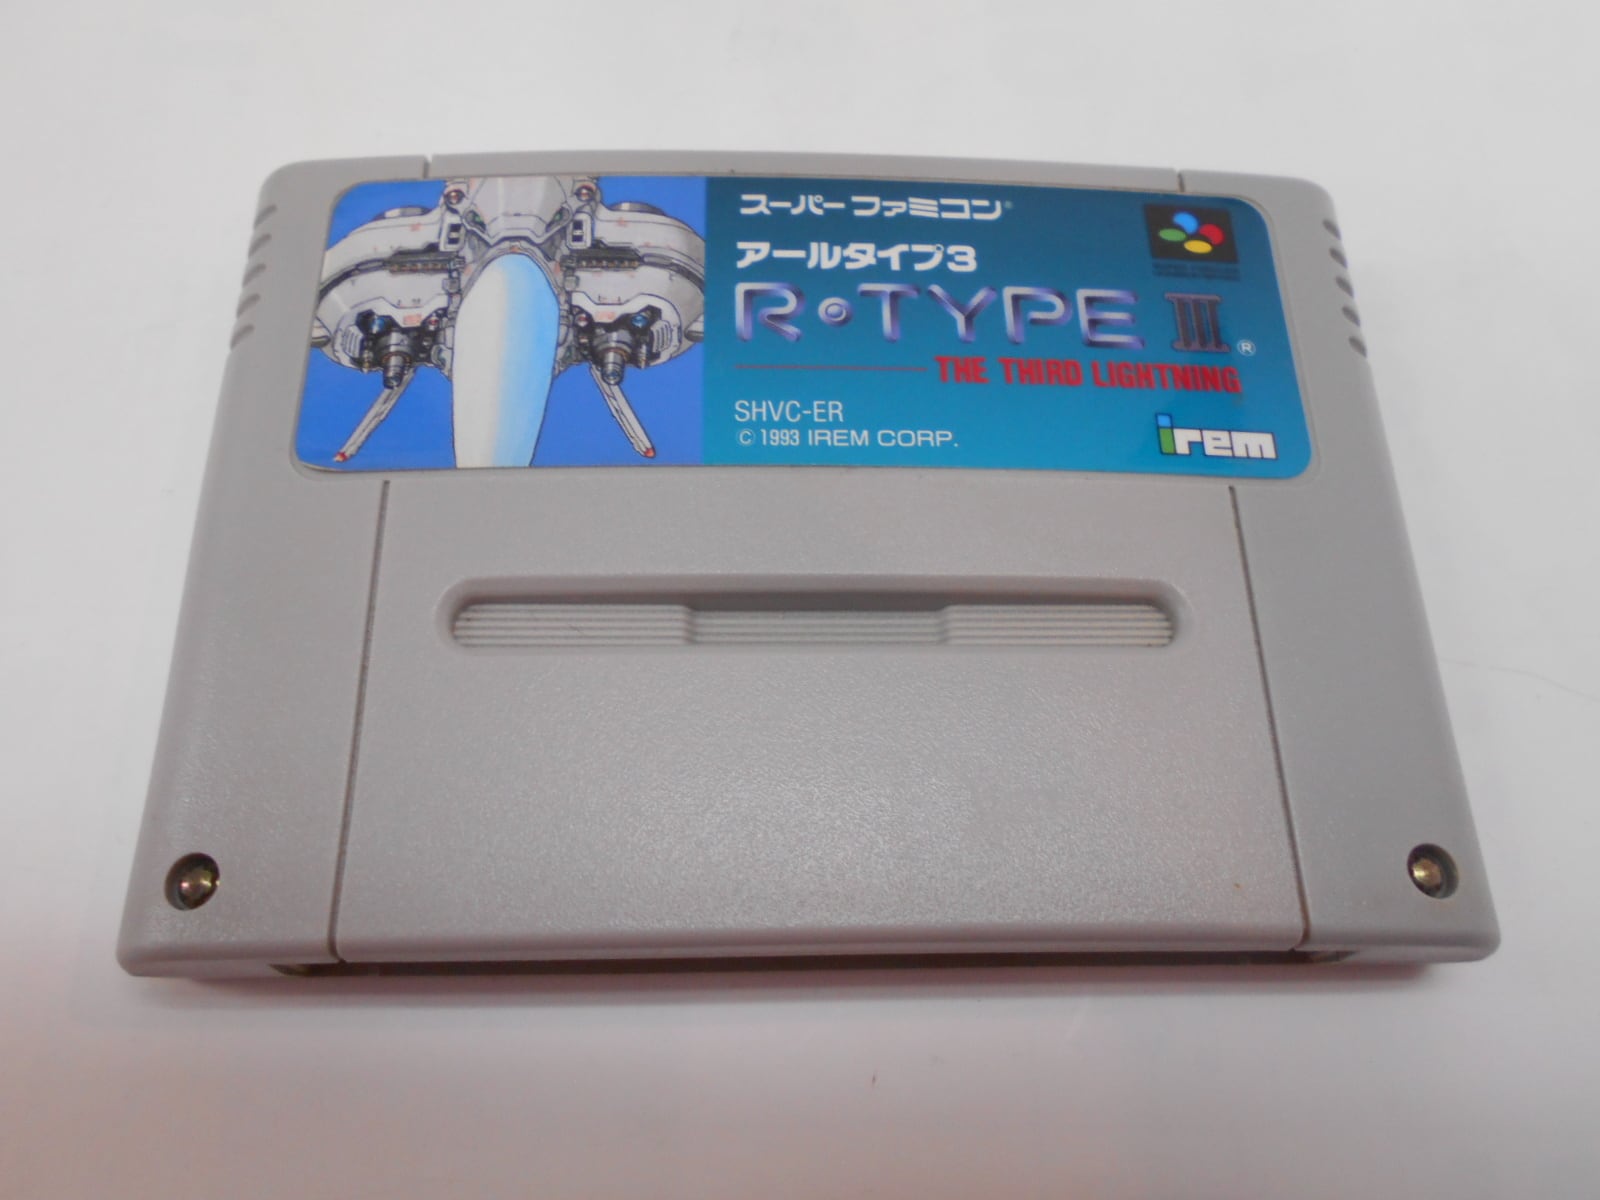 スーパーファミコン®
アールタイプ3
R•TYPE III®
THE THIRD LIGHTNING
SHVC-ER
© 1993 IREM CORP.
irem